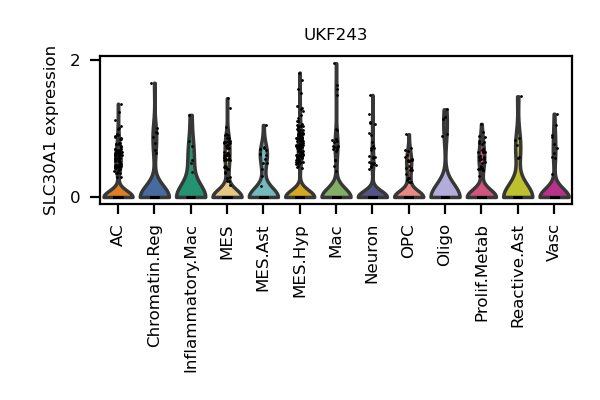 UKF243
SLC30A1 expression
2
0
AC
Chromatin.Reg
Inflammatory.Mac
MES
MES.Ast
MES.Hyp
Mac
Neuron
OPC
Oligo
Prolif.Metab
Reactive.Ast
Vasc